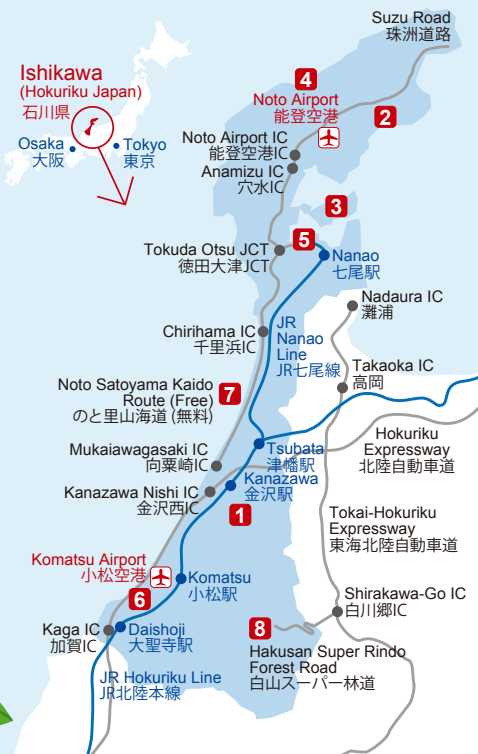 Suzu Road
珠洲道路
Ishikawa
(Hokuriku Japan)
石川県
Osaka
大阪
Tokyo
東京
4
Noto Airport
能登空港
2
Noto Airport IC
能登空港IC
Anamizu IC
穴水IC
3
5
Tokuda Otsu JCT
徳田大津JCT
Nanao
七尾駅
Nadaura IC
灘浦
Chirihama IC
千里浜IC
JR
Nanao
Line
JR七尾線
Takaoka IC
高岡
Noto Satoyama Kaido
Route (Free)
のと里山海道(無料)
7
Mukaiawagasaki IC
向粟崎IC
Tsubata
津幡駅
Hokuriku
Expressway
北陸自動車道
Kanazawa Nishi IC
金沢西IC
Kanazawa
金沢駅
1
Tokai-Hokuriku
Expressway
東海北陸自動車道
Komatsu Airport
小松空港
Komatsu
小松駅
6
Shirakawa-Go IC
白川郷IC
Kaga IC
加賀IC
Daishoji
大聖寺駅
8
Hakusan Super Rindo
Forest Road
白山スーパー林道
JR Hokuriku Line
JR北陸本線